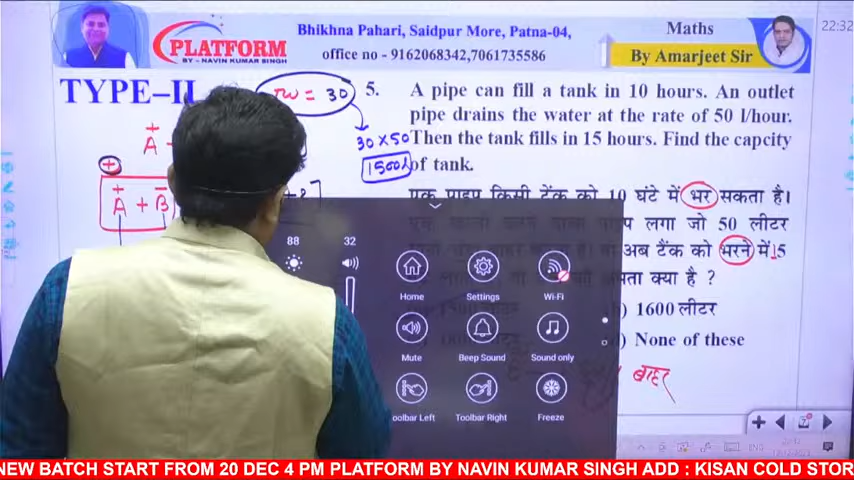 22:32
PLATFORM
BY - NAVIN KUMAR SINGH
Bhikhna Pahari, Saidpur More, Patna-04,
office no - 9162068342,7061735586
Maths
By Amarjeet Sir
TYPE–II
= 30
30 × 50
1500
5. A pipe can fill a tank in 10 hours. An outlet
pipe drains the water at the rate of 50 l/hour.
Then the tank fills in 15 hours. Find the capcity
of tank.
एक पाइप किसी टैंक को 10 घंटे में भर सकता है।
लगा जो 50 लीटर
अब टैंक को भरने में 15
क्या है ?
1600 लीटर
None of these
बाहर
A
A + B
88
32
Home
Settings
Wi-Fi
Mute
Beep Sound
Sound only
oolbar Left
Toolbar Right
Freeze
NEW BATCH START FROM 20 DEC 4 PM PLATFORM BY NAVIN KUMAR SINGH ADD : KISAN COLD STOR